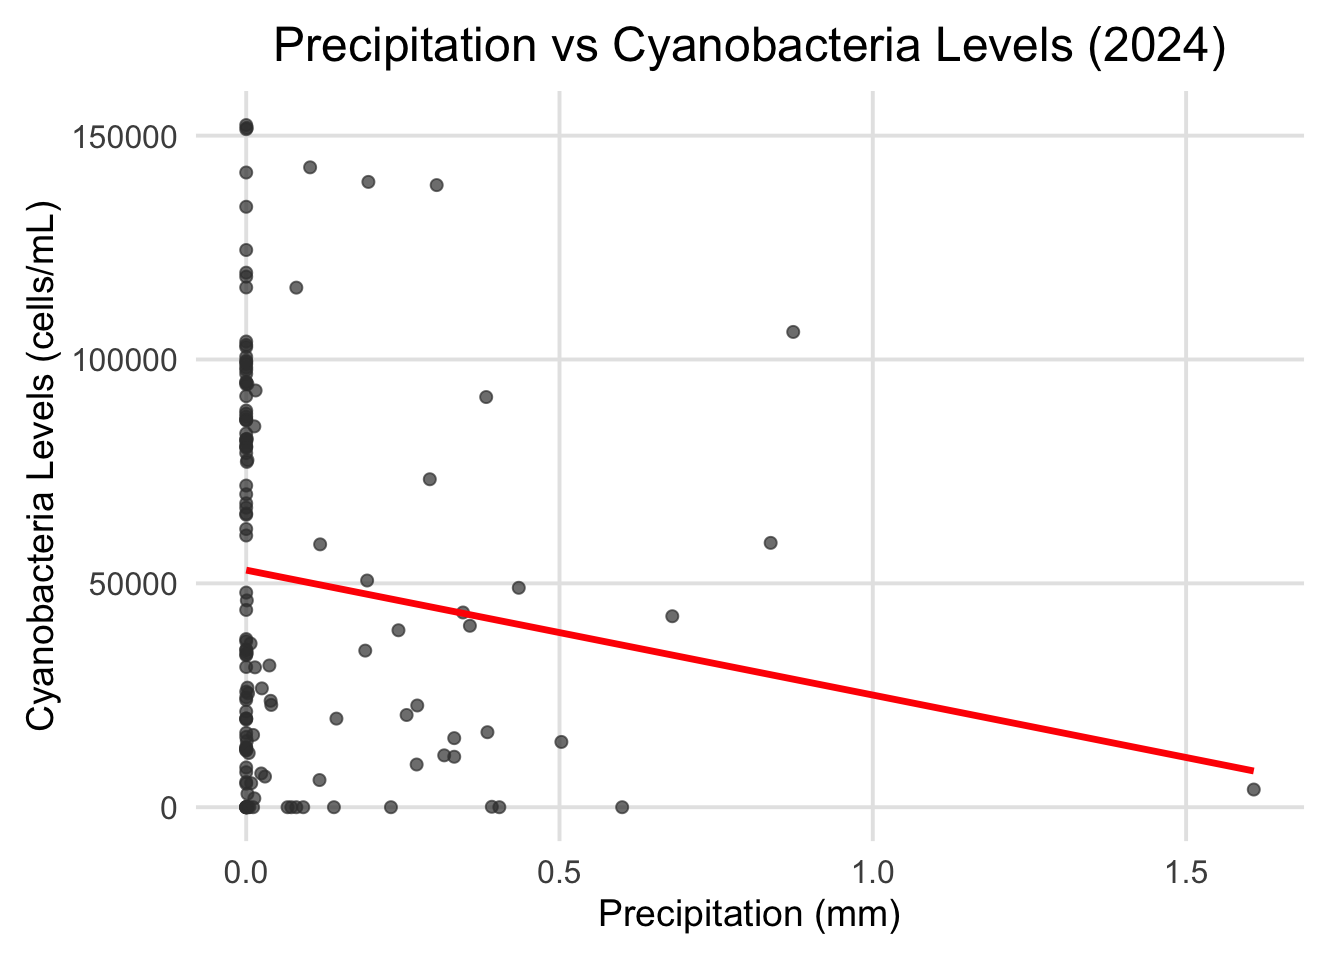 Precipitation vs Cyanobacteria Levels (2024)
Cyanobacteria Levels (cells/mL)
150000
100000
50000
0
0.0 0.5 1.0 1.5
Precipitation (mm)